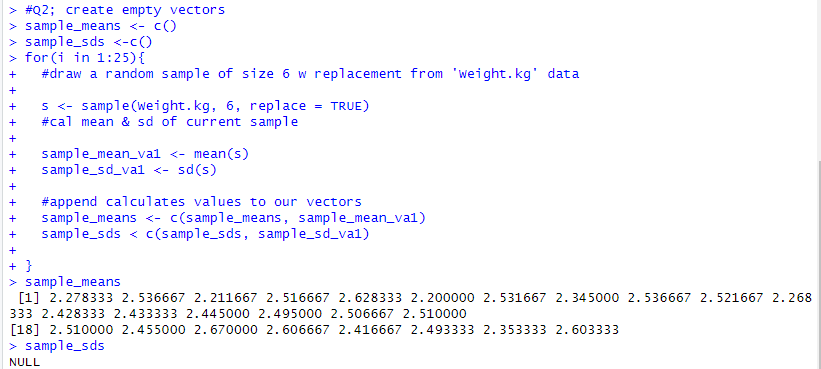 > #Q2; create empty vectors
> sample_means <- c()
> sample_sds <-c()
> for(i in 1:25){
+   #draw a random sample of size 6 w replacement from 'Weight.kg' data
+
+   s <- sample(Weight.kg, 6, replace = TRUE)
+   #cal mean & sd of current sample
+
+   sample_mean_va1 <- mean(s)
+   sample_sd_va1 <- sd(s)
+
+   #append calculates values to our vectors
+   sample_means <- c(sample_means, sample_mean_va1)
+   sample_sds < c(sample_sds, sample_sd_va1)
+
+ }
> sample_means
 [1] 2.278333 2.536667 2.211667 2.516667 2.628333 2.200000 2.531667 2.345000 2.536667 2.521667 2.268
333 2.428333 2.433333 2.445000 2.495000 2.506667 2.510000
[18] 2.510000 2.455000 2.670000 2.606667 2.416667 2.493333 2.353333 2.603333
> sample_sds
NULL